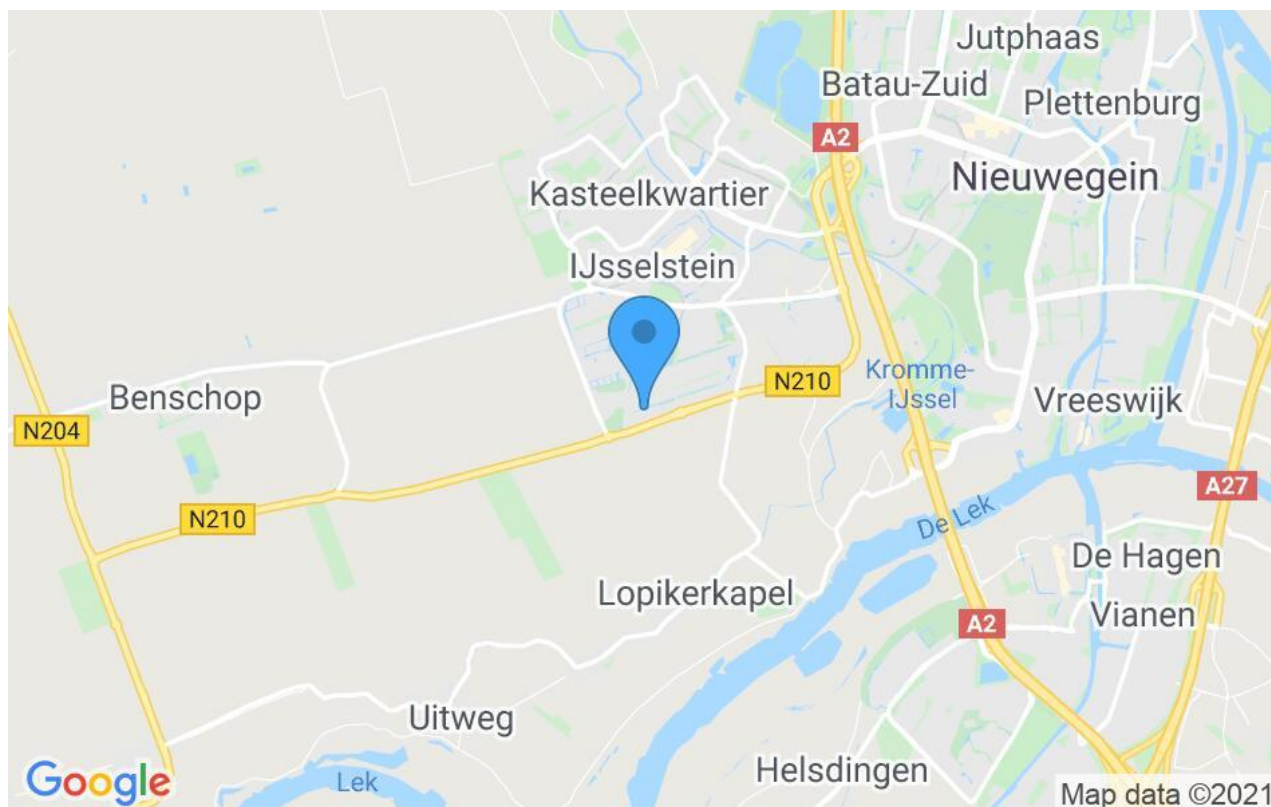 Jutphaas
Batau-Zuid
Plettenburg
A2
Nieuwegein
Kasteelkwartier
IJsselstein
Kromme-
IJssel
N210
Benschop
Vreeswijk
N204
A27
N210
De Lek
De Hagen
Lopikerkapel
Vianen
A2
Uitweg
Helsdingen
Lek
Google
Map data ©2021